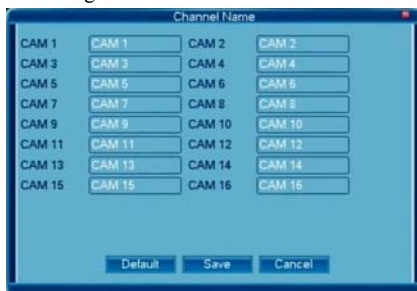 Channel Name
CAM 1 CAM 1 CAM 2 CAM 2
CAM 3 CAM 3 CAM 4 CAM 4
CAM 5 CAM 5 CAM 6 CAM 6
CAM 7 CAM 7 CAM 8 CAM 8
CAM 9 CAM 9 CAM 10 CAM 10
CAM 11 CAM 11 CAM 12 CAM 12
CAM 13 CAM 13 CAM 14 CAM 14
CAM 15 CAM 15 CAM 16 CAM 16
Default Save Cancel